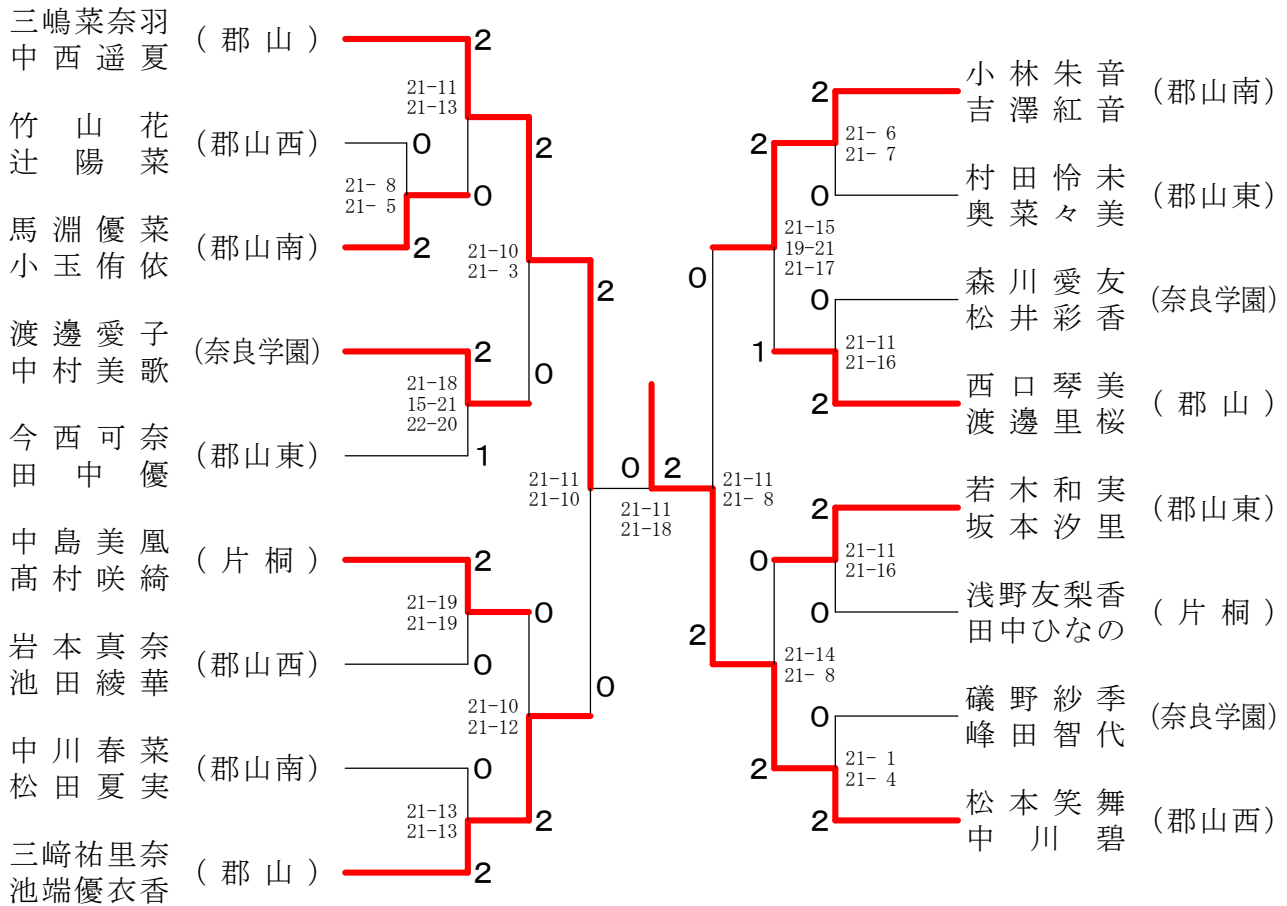 三嶋菜奈羽
中西遥夏
(郡山)
2
21-11
21-13
竹山花
辻陽菜
(郡山西)
0
2
21- 8
21- 5
0
馬淵優菜
小玉侑依
(郡山南)
2
21-10
21- 3
2
渡邊愛子
中村美歌
(奈良学園)
2
0
21-18
15-21
22-20
今西可奈
田中優
(郡山東)
1
21-11
21-10
中島美凰
髙村咲綺
(片桐)
2
21-19
21-19
0
岩本真奈
池田綾華
(郡山西)
0
0
21-10
21-12
中川春菜
松田夏実
(郡山南)
0
21-13
21-13
2
三﨑祐里奈
池端優衣香
(郡山)
2
0
2
21-11
21-18
小林朱音
吉澤紅音
(郡山南)
2
21- 6
21- 7
2
村田怜未
奥菜々美
(郡山東)
0
21-15
19-21
21-17
0
森川愛友
松井彩香
(奈良学園)
0
21-11
21-16
1
西口琴美
渡邊里桜
(郡山)
2
21-11
21- 8
若木和実
坂本汐里
(郡山東)
2
21-11
21-16
0
浅野友梨香
田中ひなの
(片桐)
0
2
21-14
21- 8
礒野紗季
峰田智代
(奈良学園)
0
21- 1
21- 4
2
松本笑舞
中川碧
(郡山西)
2